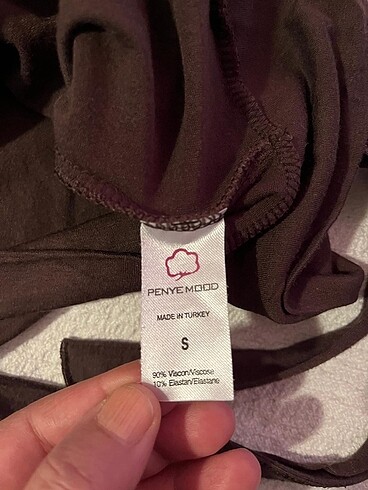 PENYEMOOD
MADE IN TURKEY
S
90% Viscon/Viscose
10% Elastan/Elastane